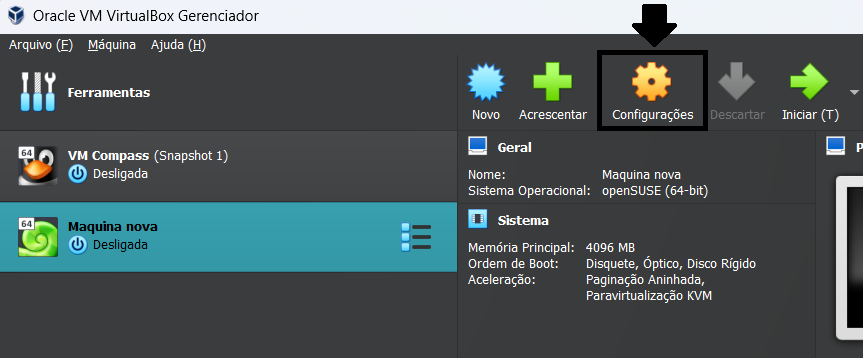 Oracle VM VirtualBox Gerenciador
Arquivo (F) Máquina Ajuda (H)
Ferramentas
Novo Acrescentar Configurações Descartar Iniciar (T)
64
VM Compass (Snapshot 1)
Desligada
64
Maquina nova
Desligada
Geral
P
Nome: Maquina nova
Sistema Operacional: openSUSE (64-bit)
Sistema
Memória Principal: 4096 MB
Ordem de Boot: Disquete, Óptico, Disco Rígido
Aceleração: Paginação Aninhada,
Paravirtualização KVM